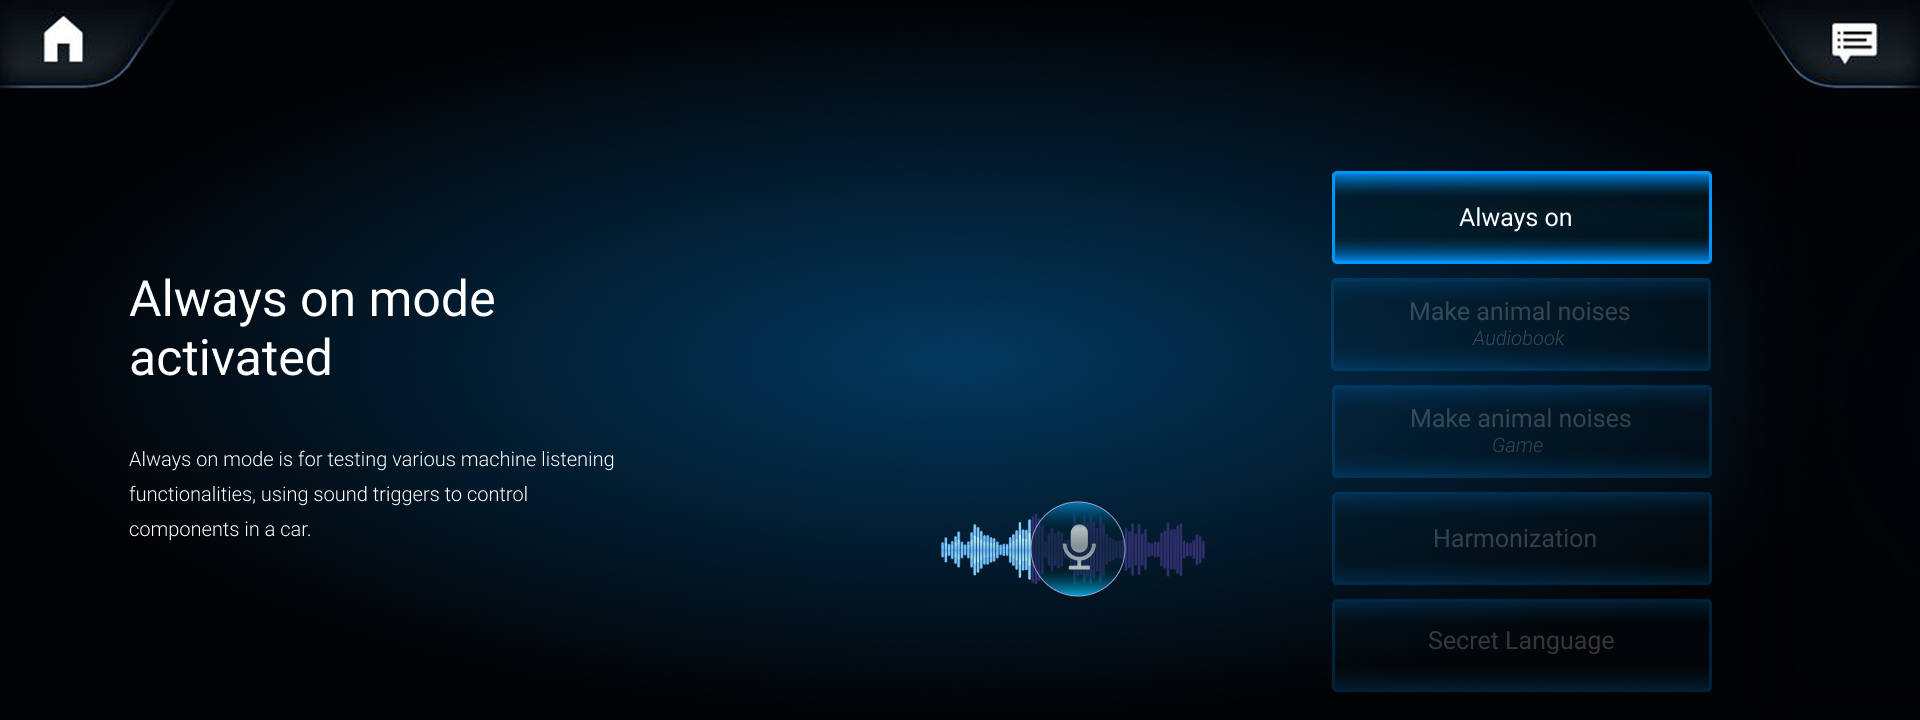 Always on mode
activated
Always on mode is for testing various machine listening
functionalities, using sound triggers to control
components in a car.
Always on
Make animal noises
Audiobook
Make animal noises
Game
Harmonization
Secret Language